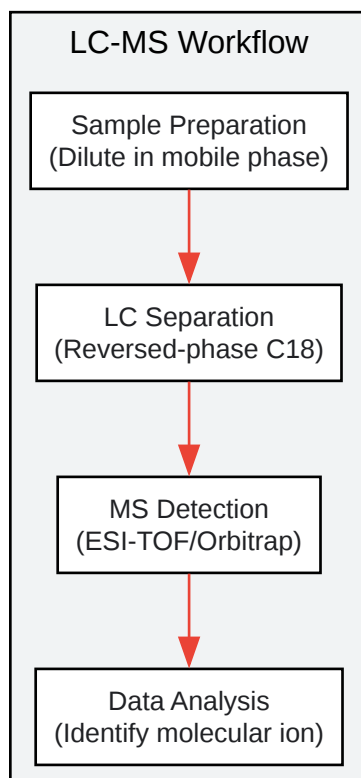 LC-MS Workflow
Sample Preparation
(Dilute in mobile phase)
LC Separation
(Reversed-phase C18)
MS Detection
(ESI-TOF/Orbitrap)
Data Analysis
(Identify molecular ion)